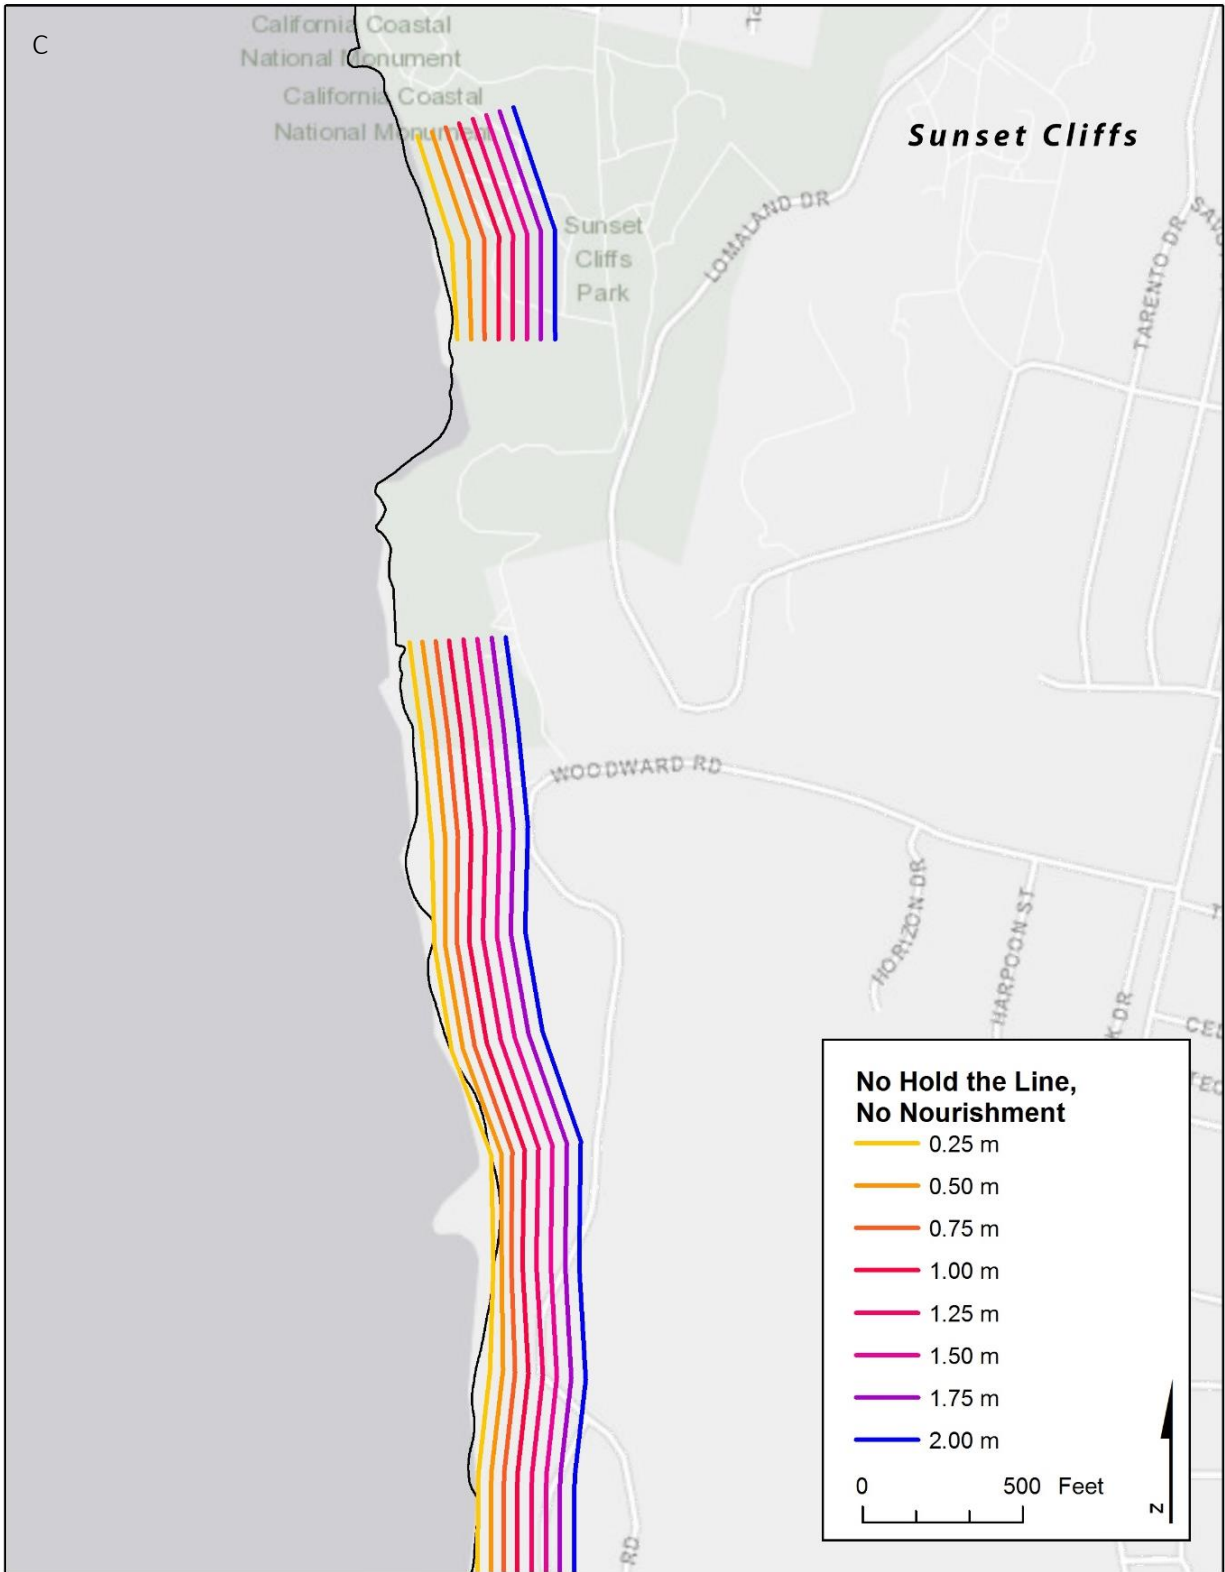 C
California Coastal
National Monument
California Coastal
National Monument
Sunset Cliffs
Sunset
Cliffs
Park
LOMALAND DR
TARENTO DR
WOODWARD RD
HORIZON DR
HARPOON ST
K DR
RD
No Hold the Line,
No Nourishment
0.25 m
0.50 m
0.75 m
1.00 m
1.25 m
1.50 m
1.75 m
2.00 m
0 500 Feet
N